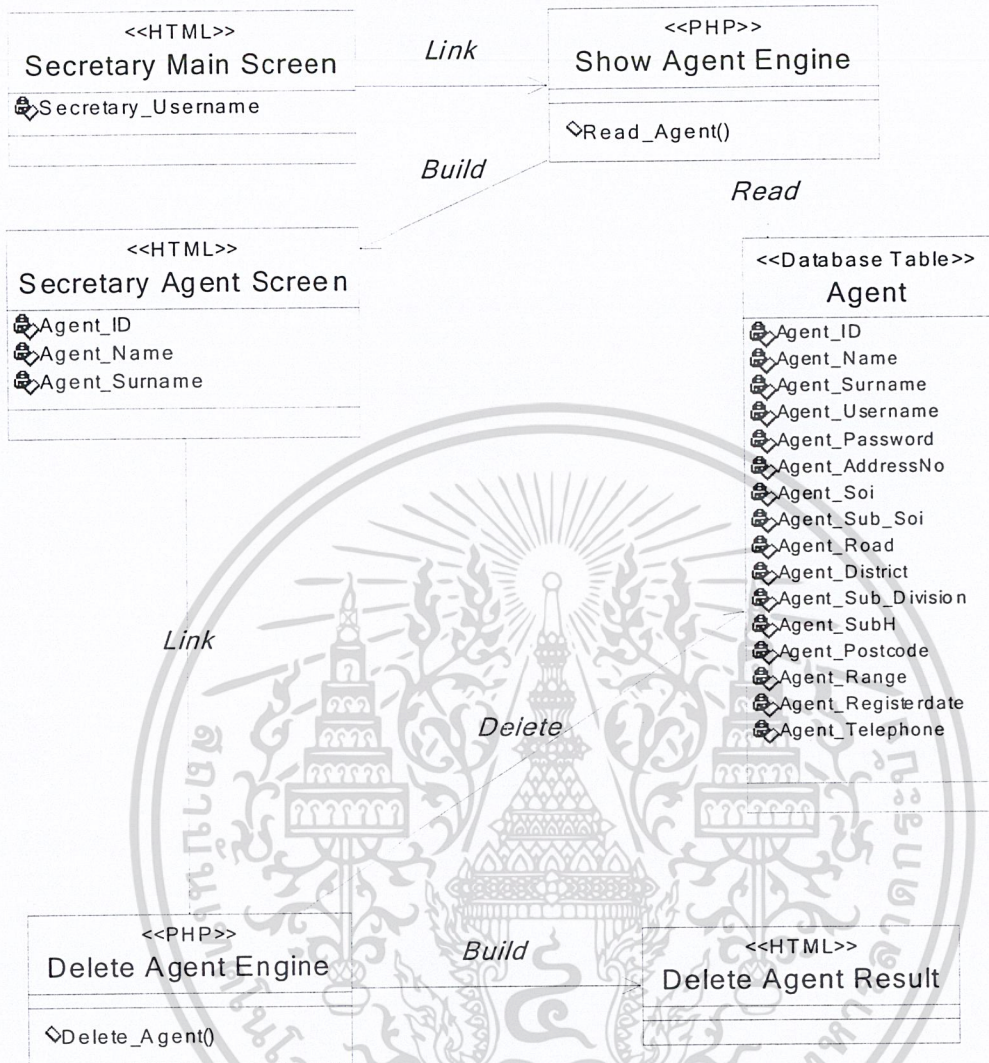 <<HTML>>
Secretary Main Screen
Secretary_Username
Link
<<PHP>>
Show Agent Engine
Read_Agent()
Build
Read
<<HTML>>
Secretary Agent Screen
Agent_ID
Agent_Name
Agent_Surname
<<Database Table>>
Agent
Agent_ID
Agent_Name
Agent_Surname
Agent_Username
Agent_Password
Agent_AddressNo
Agent_Soi
Agent_Sub_Soi
Agent_Road
Agent_District
Agent_Sub_Division
Agent_SubH
Agent_Postcode
Agent_Range
Agent_Registerdate
Agent_Telephone
Link
Delete
<<PHP>>
Delete Agent Engine
Delete_Agent()
Build
<<HTML>>
Delete Agent Result